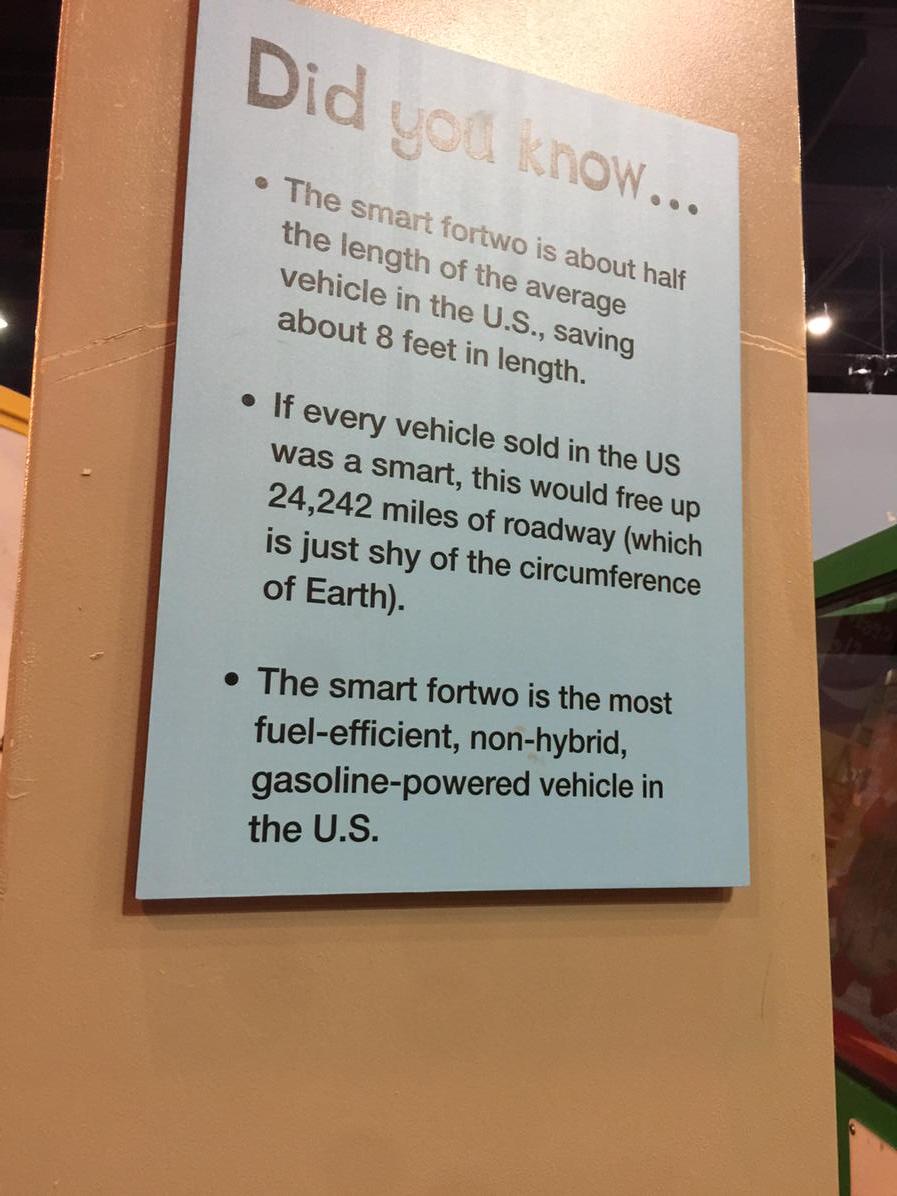 Did you know...
• The smart fortwo is about half
the length of the average
vehicle in the U.S., saving
about 8 feet in length.
• If every vehicle sold in the US
was a smart, this would free up
24,242 miles of roadway (which
is just shy of the circumference
of Earth).
• The smart fortwo is the most
fuel-efficient, non-hybrid,
gasoline-powered vehicle in
the U.S.